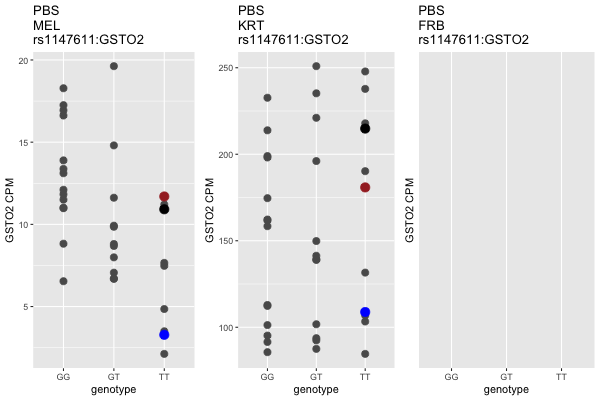 PBS
MEL
rs1147611:GSTO2
20
15
10
5
GSTO2 CPM
GG GT TT
genotype
PBS
KRT
rs1147611:GSTO2
250
200
150
100
GSTO2 CPM
GG GT TT
genotype
PBS
FRB
rs1147611:GSTO2
GSTO2 CPM
GG GT TT
genotype